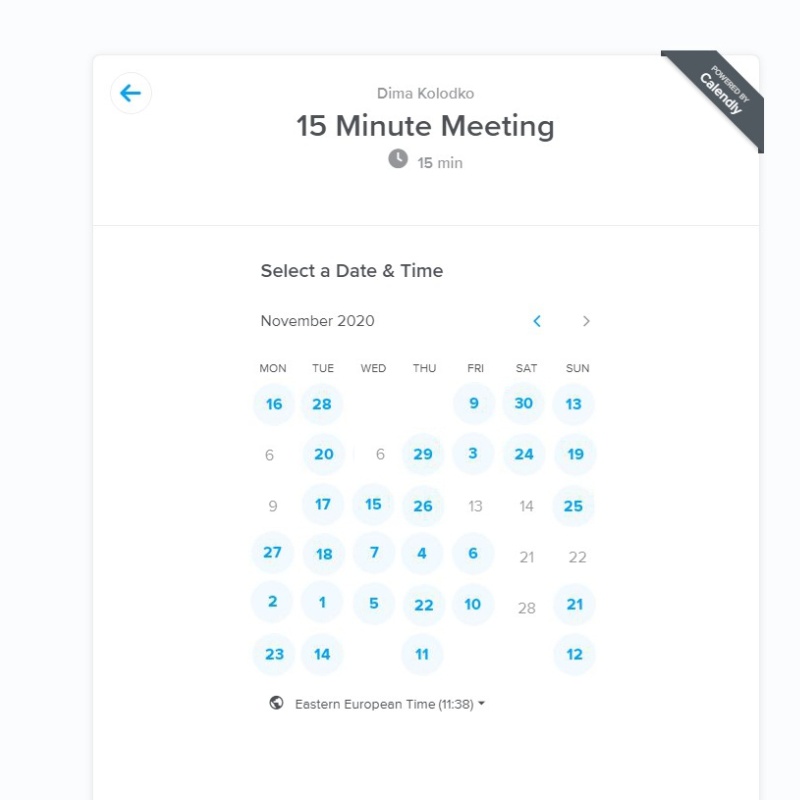 POWERED BY
Calendly
Dima Kolodko
15 Minute Meeting
15 min
Select a Date & Time
November 2020
MON TUE WED THU FRI SAT SUN
16 28 9 30 13
6 20 6 29 3 24 19
9 17 15 26 13 14 25
27 18 7 4 6 21 22
2 1 5 22 10 28 21
23 14 11 12
Eastern European Time (11:38)